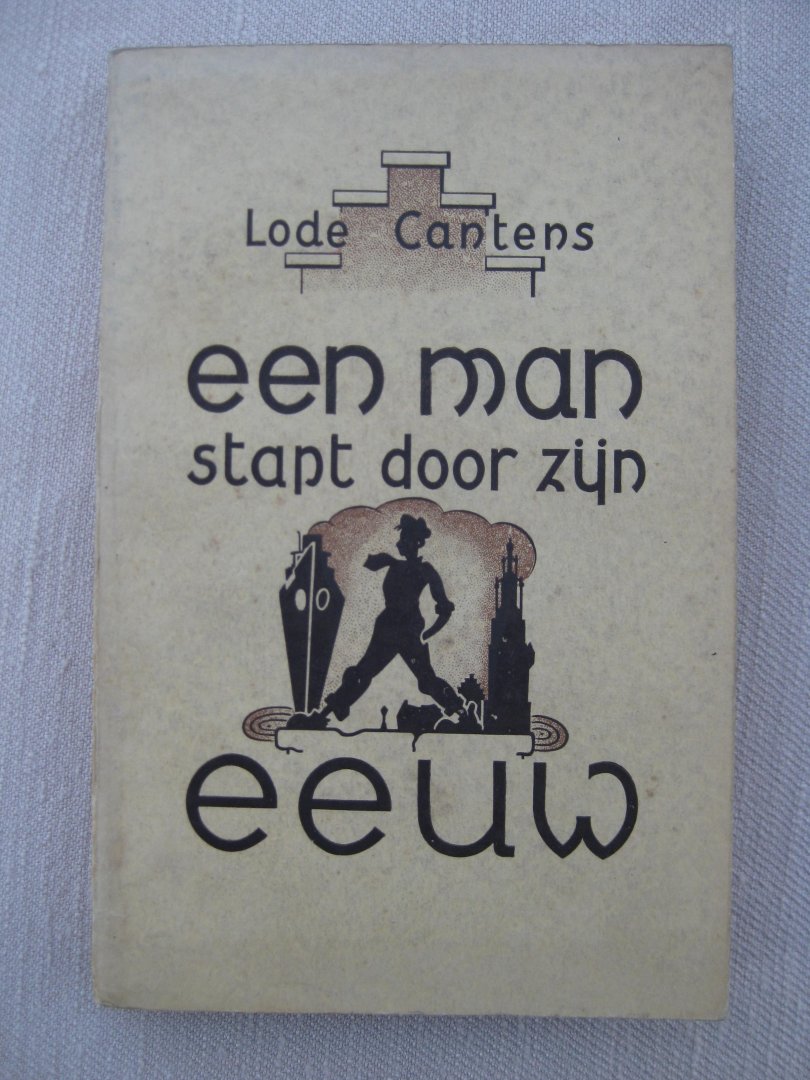 Lode Cantens
een man
stapt door zijn
eeuw